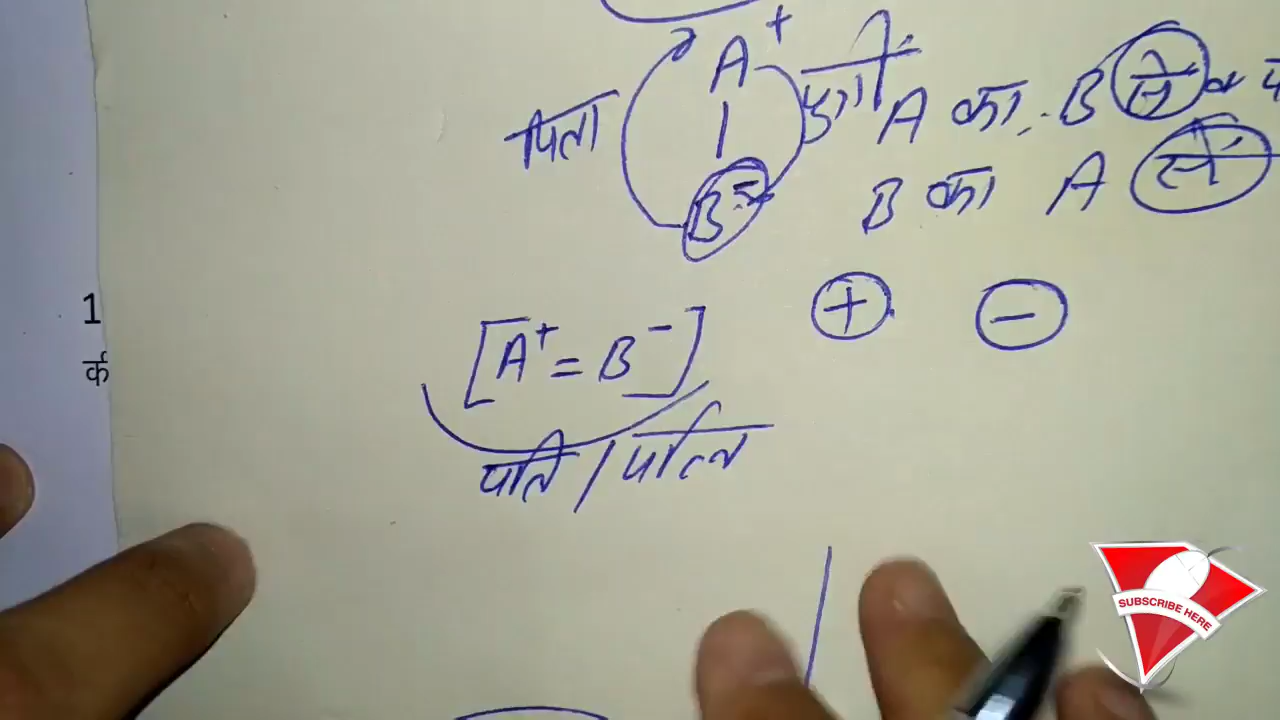 A⁺
पिता पुत्री A का B से
|
B⁻ B का A से
+ −
[A⁺ = B⁻]
पति / पत्नि
1
र्क
SUBSCRIBE HERE